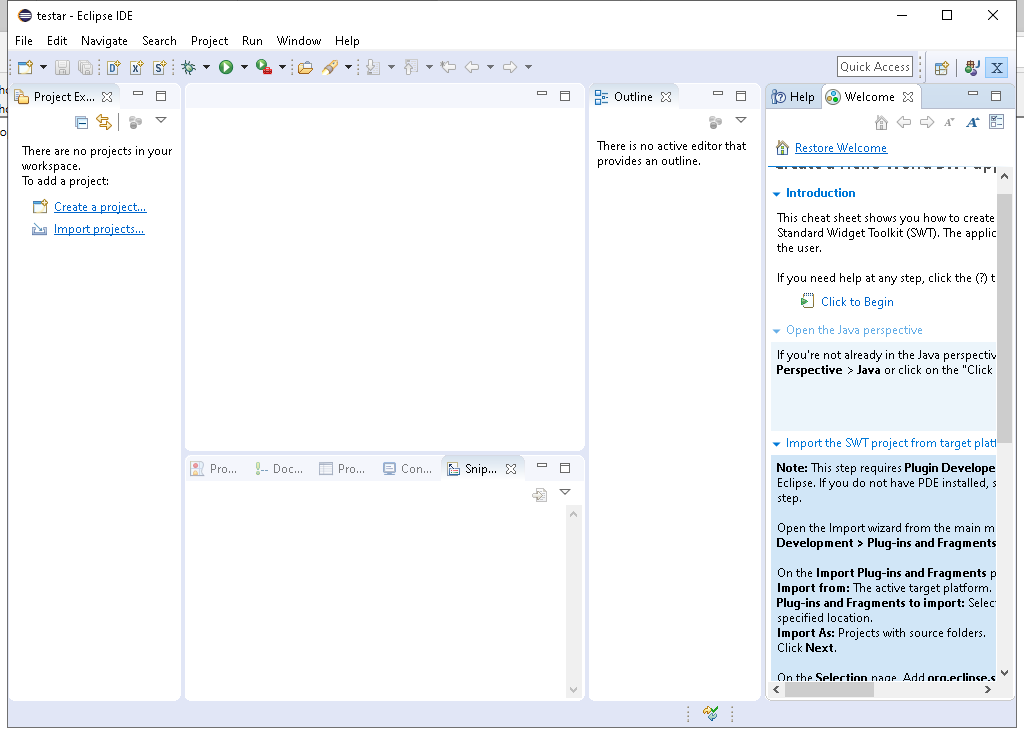 testar - Eclipse IDE
File Edit Navigate Search Project Run Window Help
Quick Access
Project Ex...
There are no projects in your
workspace.
To add a project:
Create a project...
Import projects...
Outline
There is no active editor that
provides an outline.
Help
Welcome
Restore Welcome
Introduction
This cheat sheet shows you how to create
Standard Widget Toolkit (SWT). The applic
the user.
If you need help at any step, click the (?) t
Click to Begin
Open the Java perspective
If you're not already in the Java perspectiv
Perspective > Java or click on the "Click
Import the SWT project from target platf
Note: This step requires Plugin Develope
Eclipse. If you do not have PDE installed, s
step.
Open the Import wizard from the main m
Development > Plug-ins and Fragments
On the Import Plug-ins and Fragments p
Import from: The active target platform.
Plug-ins and Fragments to import: Selec
specified location.
Import As: Projects with source folders.
Click Next.
On the Selection page, Add org.eclipse.s
Pro... Doc... Pro... Con... Snip...